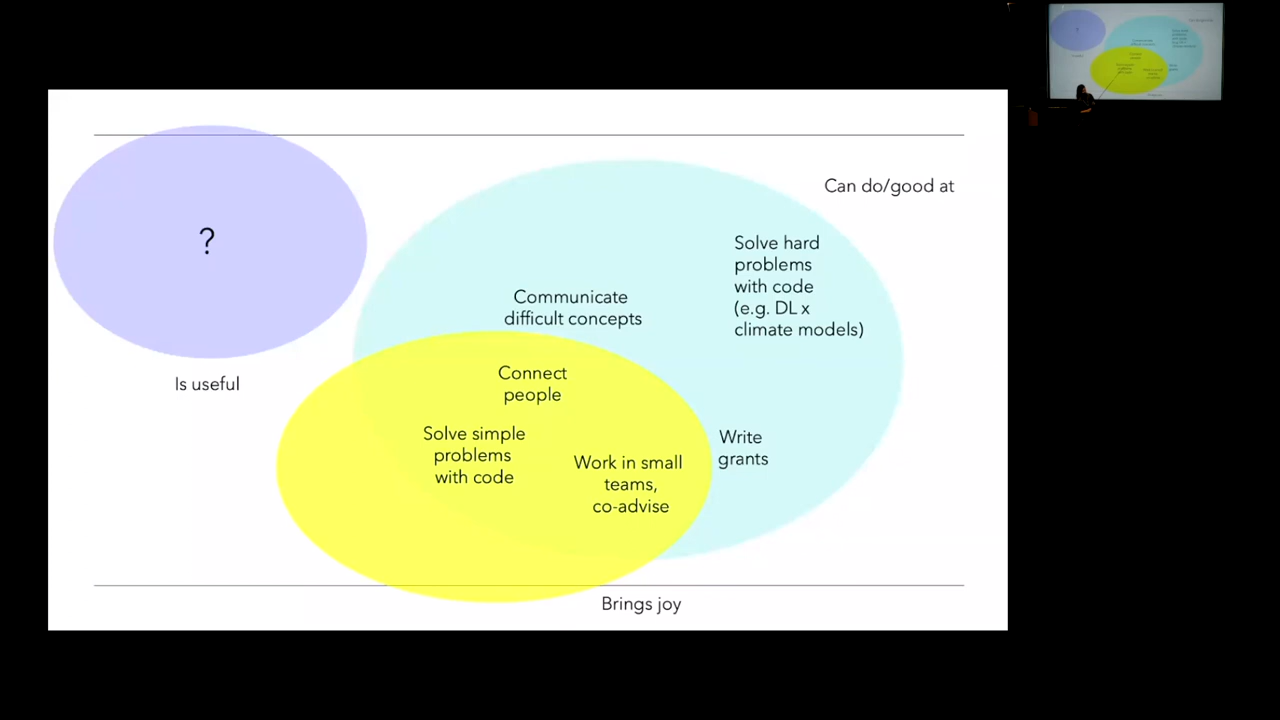 ?
Is useful
Can do/good at
Solve hard
problems
with code
(e.g. DL x
climate models)
Communicate
difficult concepts
Connect
people
Solve simple
problems
with code
Work in small
teams,
co-advise
Write
grants
Brings joy